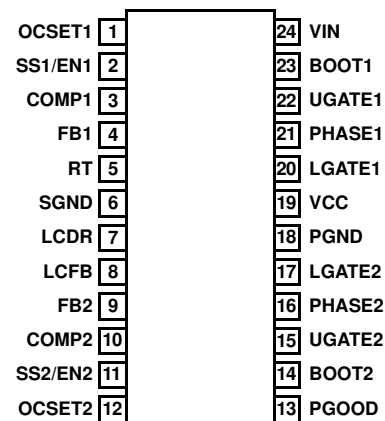 OCSET1 1 24 VIN
SS1/EN1 2 23 BOOT1
COMP1 3 22 UGATE1
FB1 4 21 PHASE1
RT 5 20 LGATE1
SGND 6 19 VCC
LCDR 7 18 PGND
LCFB 8 17 LGATE2
FB2 9 16 PHASE2
COMP2 10 15 UGATE2
SS2/EN2 11 14 BOOT2
OCSET2 12 13 PGOOD